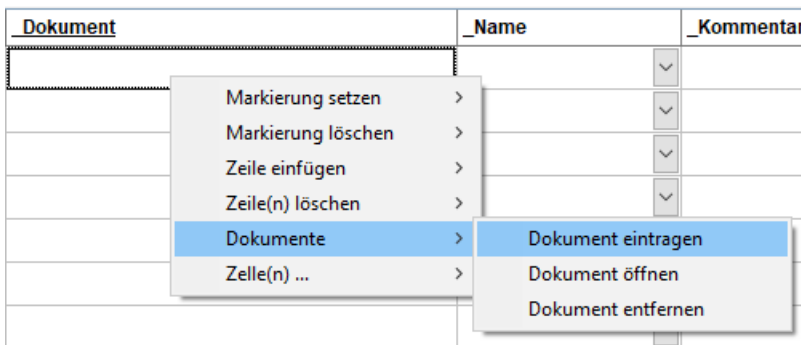 _Dokument _Name _Kommentar
Markierung setzen
Markierung löschen
Zeile einfügen
Zeile(n) löschen
Dokumente Dokument eintragen
Zelle(n) ... Dokument öffnen
Dokument entfernen